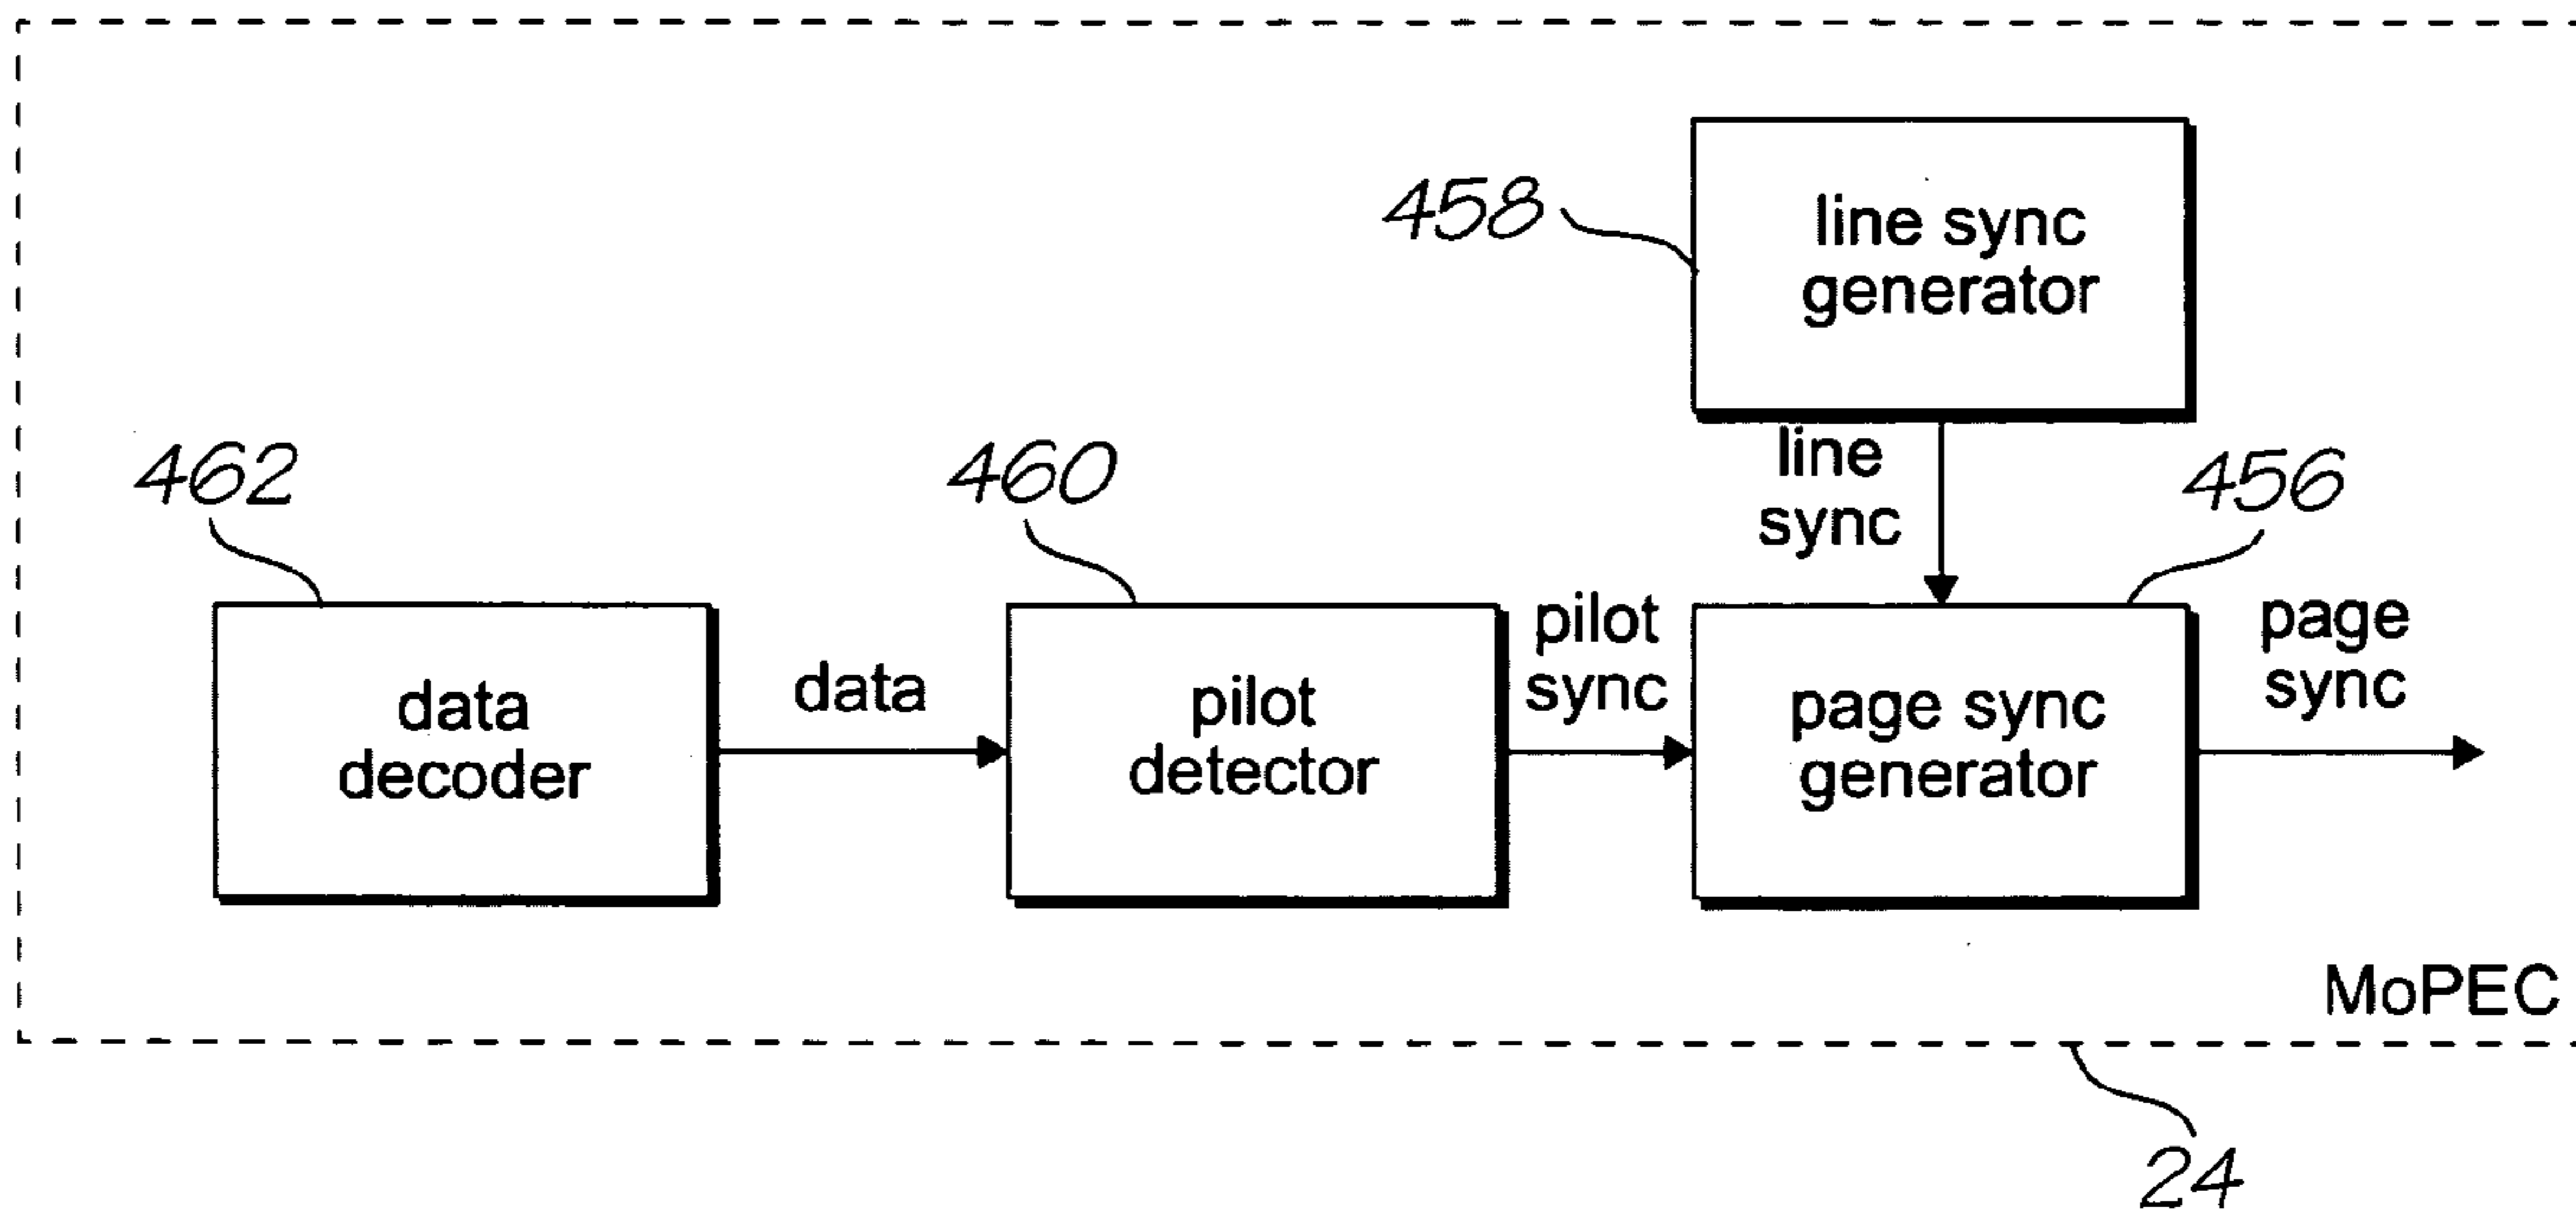 458
line sync
generator
line
sync
462
460
456
data
decoder
data
pilot
detector
pilot
sync
page sync
generator
page
sync
MoPEC
24